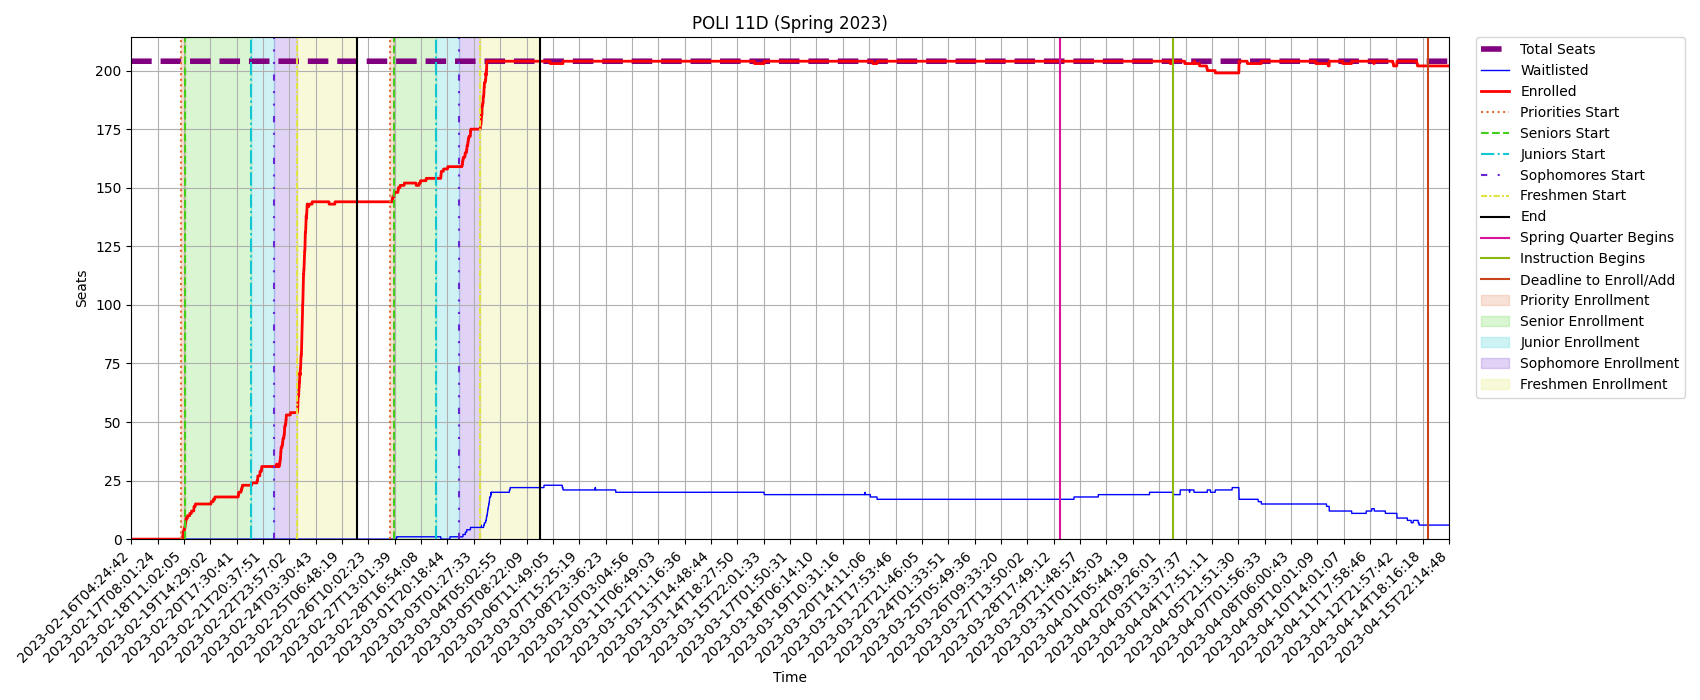 POLI 11D (Spring 2023)
Seats
200
175
150
125
100
75
50
25
0
2023-02-16T04:24:42
2023-02-17T08:01:24
2023-02-18T11:02:05
2023-02-19T14:29:02
2023-02-20T17:30:41
2023-02-21T20:37:51
2023-02-22T23:57:02
2023-02-24T03:30:43
2023-02-25T06:48:19
2023-02-26T10:02:23
2023-02-27T13:01:39
2023-02-28T16:54:08
2023-03-01T20:18:44
2023-03-03T01:27:33
2023-03-04T05:02:55
2023-03-05T08:22:09
2023-03-06T11:49:05
2023-03-07T15:25:19
2023-03-08T23:36:23
2023-03-10T03:04:56
2023-03-11T06:49:03
2023-03-12T11:16:36
2023-03-13T14:48:44
2023-03-14T18:27:50
2023-03-15T22:01:33
2023-03-17T01:50:31
2023-03-18T06:14:10
2023-03-19T10:31:16
2023-03-20T14:11:06
2023-03-21T17:53:46
2023-03-22T21:46:05
2023-03-24T01:33:51
2023-03-25T05:49:36
2023-03-26T09:33:20
2023-03-27T13:50:02
2023-03-28T17:49:12
2023-03-29T21:48:57
2023-03-31T01:45:03
2023-04-01T05:44:19
2023-04-02T09:26:01
2023-04-03T13:37:37
2023-04-04T17:51:11
2023-04-05T21:51:30
2023-04-07T01:56:33
2023-04-08T06:00:43
2023-04-09T10:01:09
2023-04-10T14:01:07
2023-04-11T17:58:46
2023-04-12T21:57:42
2023-04-14T18:16:18
2023-04-15T22:14:48
Time
Total Seats
Waitlisted
Enrolled
Priorities Start
Seniors Start
Juniors Start
Sophomores Start
Freshmen Start
End
Spring Quarter Begins
Instruction Begins
Deadline to Enroll/Add
Priority Enrollment
Senior Enrollment
Junior Enrollment
Sophomore Enrollment
Freshmen Enrollment